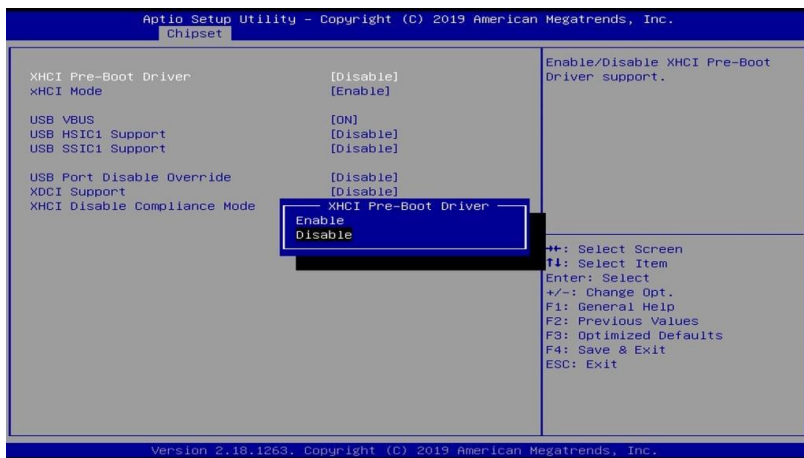 Aptio Setup Utility – Copyright (C) 2019 American Megatrends, Inc.
Chipset
XHCI Pre-Boot Driver [Disable]
xHCI Mode [Enable]
USB VBUS [ON]
USB HSIC1 Support [Disable]
USB SSIC1 Support [Disable]
USB Port Disable Override [Disable]
XDCI Support [Disable]
XHCI Disable Compliance Mode
XHCI Pre-Boot Driver
Enable
Disable
Enable/Disable XHCI Pre-Boot
Driver support.
→←: Select Screen
↑↓: Select Item
Enter: Select
+/-: Change Opt.
F1: General Help
F2: Previous Values
F3: Optimized Defaults
F4: Save & Exit
ESC: Exit
Version 2.18.1263. Copyright (C) 2019 American Megatrends, Inc.